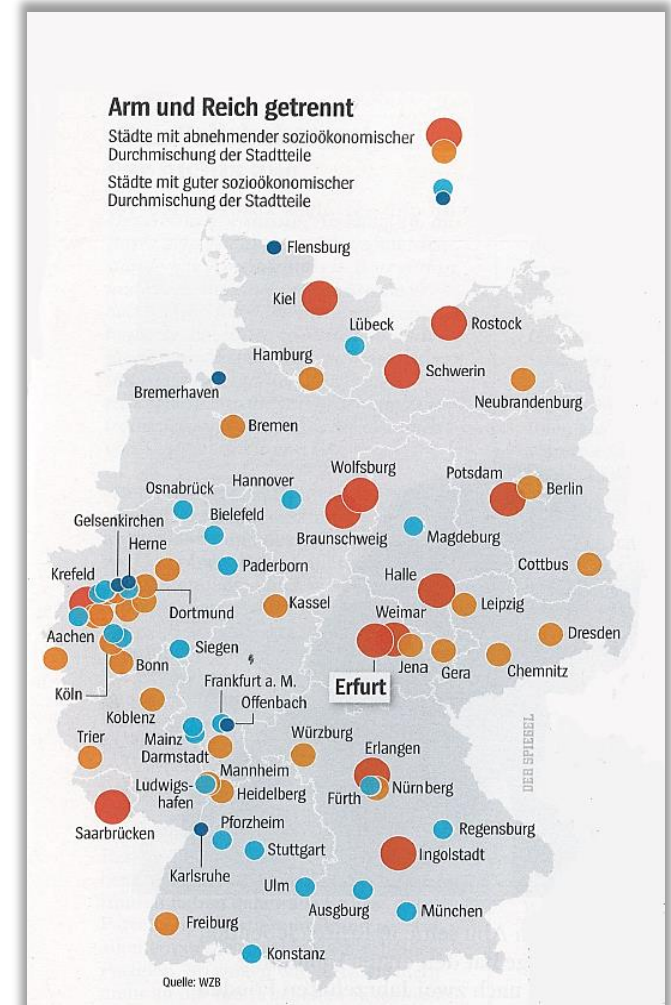 Arm und Reich getrennt
Städte mit abnehmender sozioökonomischer
Durchmischung der Stadtteile
Städte mit guter sozioökonomischer
Durchmischung der Stadtteile
Flensburg
Kiel
Lübeck
Rostock
Hamburg
Schwerin
Bremerhaven
Neubrandenburg
Bremen
Wolfsburg
Potsdam
Osnabrück
Hannover
Berlin
Gelsenkirchen
Bielefeld
Braunschweig
Magdeburg
Herne
Paderborn
Cottbus
Krefeld
Halle
Dortmund
Kassel
Weimar
Leipzig
Aachen
Siegen
Dresden
Bonn
Jena
Gera
Chemnitz
Köln
Frankfurt a. M.
Erfurt
Offenbach
Koblenz
Trier
Mainz
Würzburg
Darmstadt
Erlangen
DER SPIEGEL
Mannheim
Ludwigs-
hafen
Heidelberg
Fürth
Nürnberg
Saarbrücken
Pforzheim
Regensburg
Stuttgart
Ingolstadt
Karlsruhe
Ulm
Ausgburg
München
Freiburg
Konstanz
Quelle: WZB